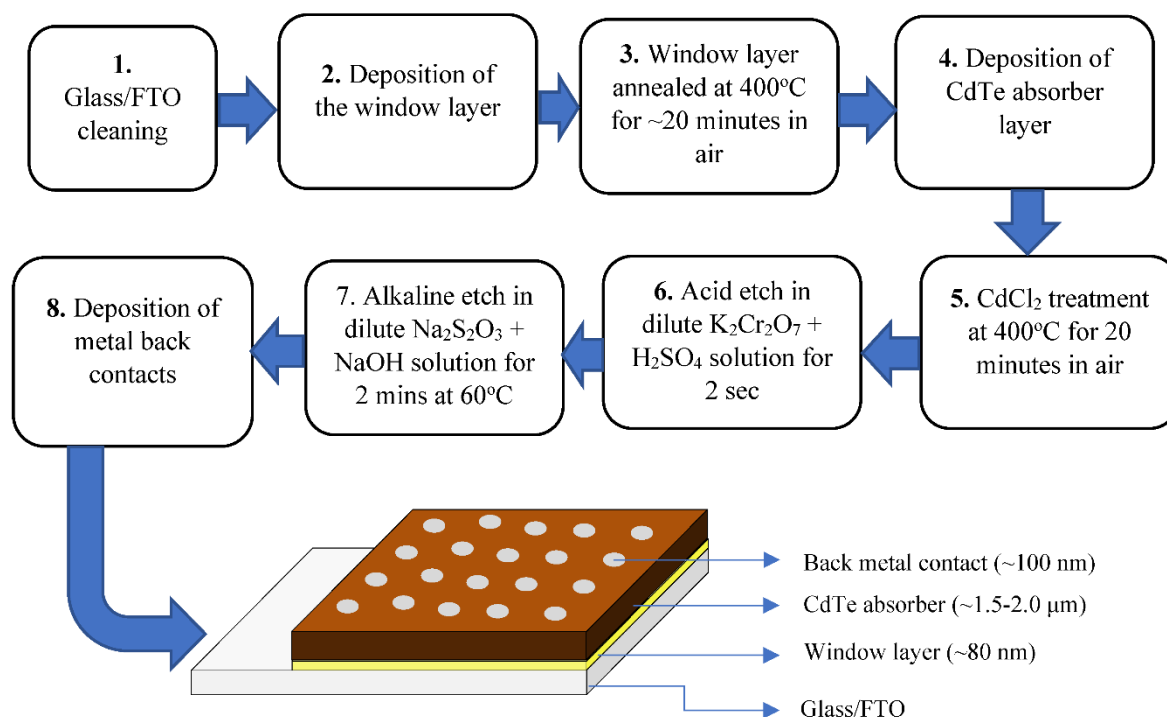 1.
Glass/FTO
cleaning
2. Deposition of
the window layer
3. Window layer
annealed at 400°C
for ~20 minutes in
air
4. Deposition of
CdTe absorber
layer
5. CdCl₂ treatment
at 400°C for 20
minutes in air
6. Acid etch in
dilute K₂Cr₂O₇ +
H₂SO₄ solution for
2 sec
7. Alkaline etch in
dilute Na₂S₂O₃ +
NaOH solution for
2 mins at 60°C
8. Deposition of
metal back
contacts
Back metal contact (~100 nm)
CdTe absorber (~1.5-2.0 μm)
Window layer (~80 nm)
Glass/FTO